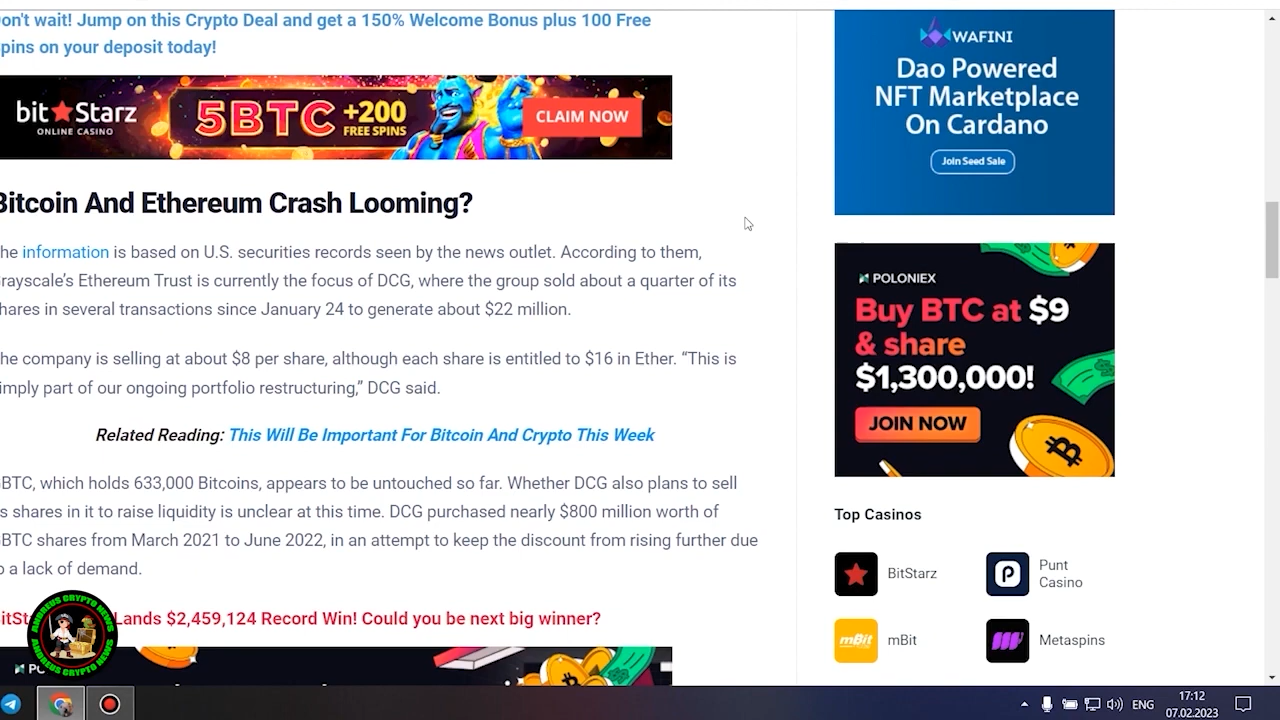 on't wait! Jump on this Crypto Deal and get a 150% Welcome Bonus plus 100 Free
pins on your deposit today!
bit★Starz
ONLINE CASINO
5BTC +200
FREE SPINS
CLAIM NOW
Bitcoin And Ethereum Crash Looming?
he information is based on U.S. securities records seen by the news outlet. According to them,
rayscale's Ethereum Trust is currently the focus of DCG, where the group sold about a quarter of its
hares in several transactions since January 24 to generate about $22 million.
he company is selling at about $8 per share, although each share is entitled to $16 in Ether. “This is
imply part of our ongoing portfolio restructuring,” DCG said.
Related Reading: This Will Be Important For Bitcoin And Crypto This Week
BTC, which holds 633,000 Bitcoins, appears to be untouched so far. Whether DCG also plans to sell
s shares in it to raise liquidity is unclear at this time. DCG purchased nearly $800 million worth of
BTC shares from March 2021 to June 2022, in an attempt to keep the discount from rising further due
o a lack of demand.
itSt Lands $2,459,124 Record Win! Could you be next big winner?
ANDREUS CRYPTO NEWS
ANDREUS CRYPTO NEWS
WAFINI
Dao Powered
NFT Marketplace
On Cardano
Join Seed Sale
POLONIEX
Buy BTC at $9
& share
$1,300,000!
JOIN NOW
Top Casinos
BitStarz
Punt
Casino
mBit
mBit
Metaspins
ENG
17:12
07.02.2023